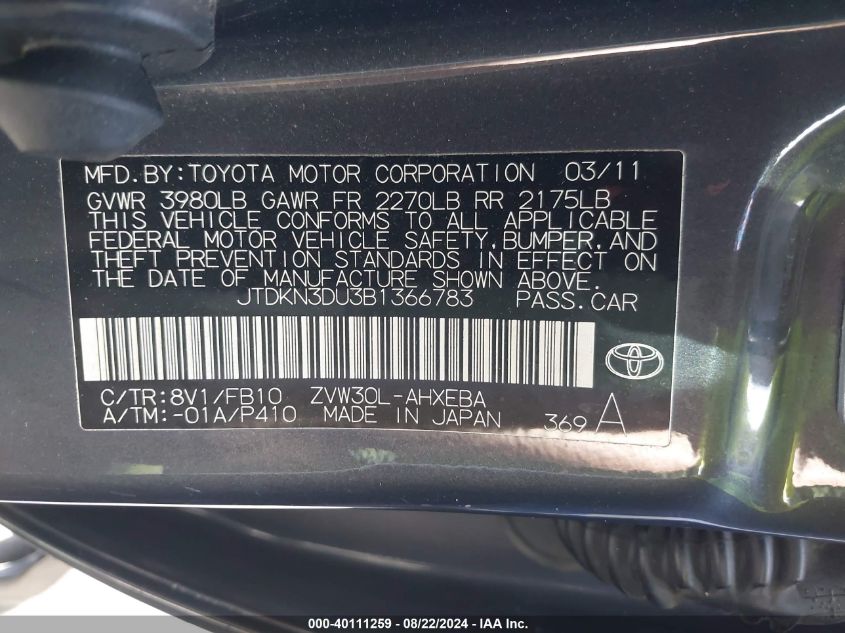 MFD. BY: TOYOTA MOTOR CORPORATION 03/11
GVWR 3980LB GAWR FR 2270LB RR 2175LB
THIS VEHICLE CONFORMS TO ALL APPLICABLE
FEDERAL MOTOR VEHICLE SAFETY, BUMPER, AND
THEFT PREVENTION STANDARDS IN EFFECT ON
THE DATE OF MANUFACTURE SHOWN ABOVE.
JTDKN3DU3B1366783 PASS. CAR
C/TR: 8V1/FB10 ZVW30L-AHXEBA
A/TM: -01A/P410 MADE IN JAPAN 369 A
000-40111259 - 08/22/2024 - IAA Inc.